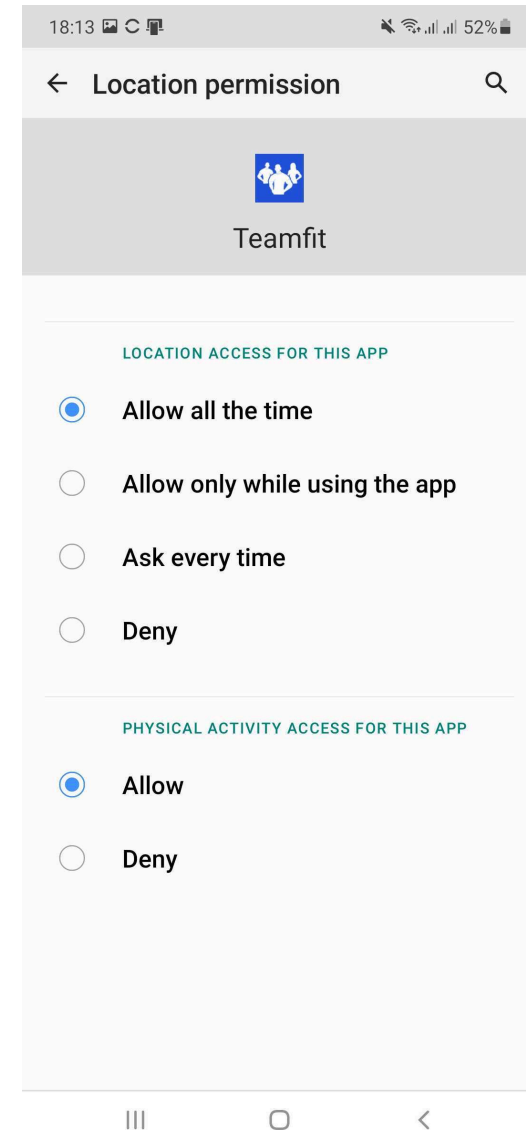 18:13 52%
Location permission
Teamfit
LOCATION ACCESS FOR THIS APP
Allow all the time
Allow only while using the app
Ask every time
Deny
PHYSICAL ACTIVITY ACCESS FOR THIS APP
Allow
Deny